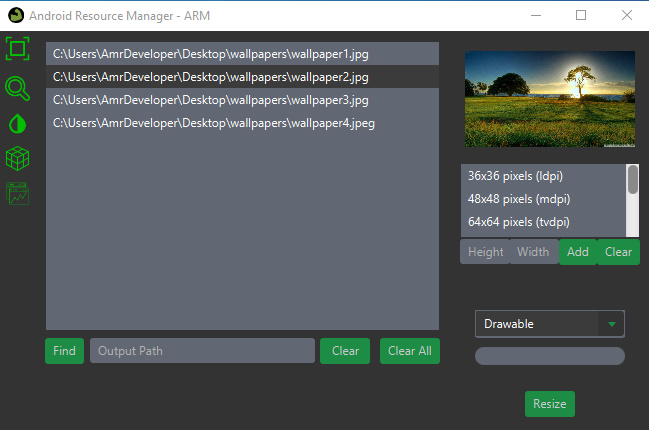 Android Resource Manager - ARM
C:\Users\AmrDeveloper\Desktop\wallpapers\wallpaper1.jpg
C:\Users\AmrDeveloper\Desktop\wallpapers\wallpaper2.jpg
C:\Users\AmrDeveloper\Desktop\wallpapers\wallpaper3.jpg
C:\Users\AmrDeveloper\Desktop\wallpapers\wallpaper4.jpeg
36x36 pixels (ldpi)
48x48 pixels (mdpi)
64x64 pixels (tvdpi)
Height Width Add Clear
Drawable
Find Output Path Clear Clear All
Resize